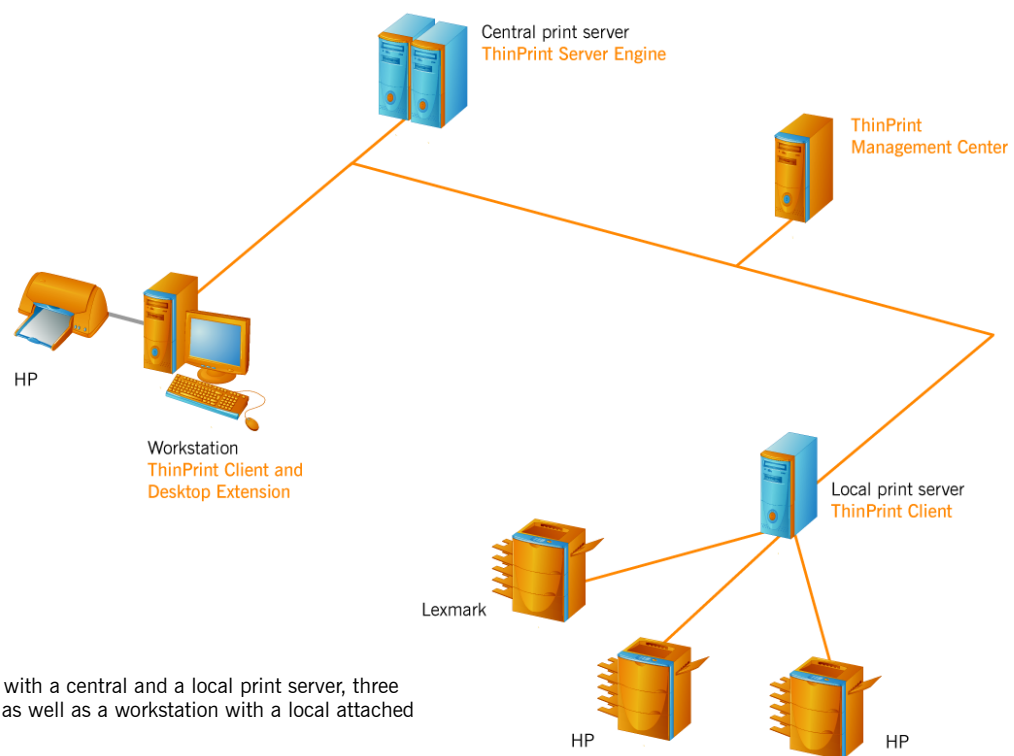 Central print server
ThinPrint Server Engine
ThinPrint
Management Center
HP
Workstation
ThinPrint Client and
Desktop Extension
Local print server
ThinPrint Client
Lexmark
with a central and a local print server, three
as well as a workstation with a local attached
HP
HP